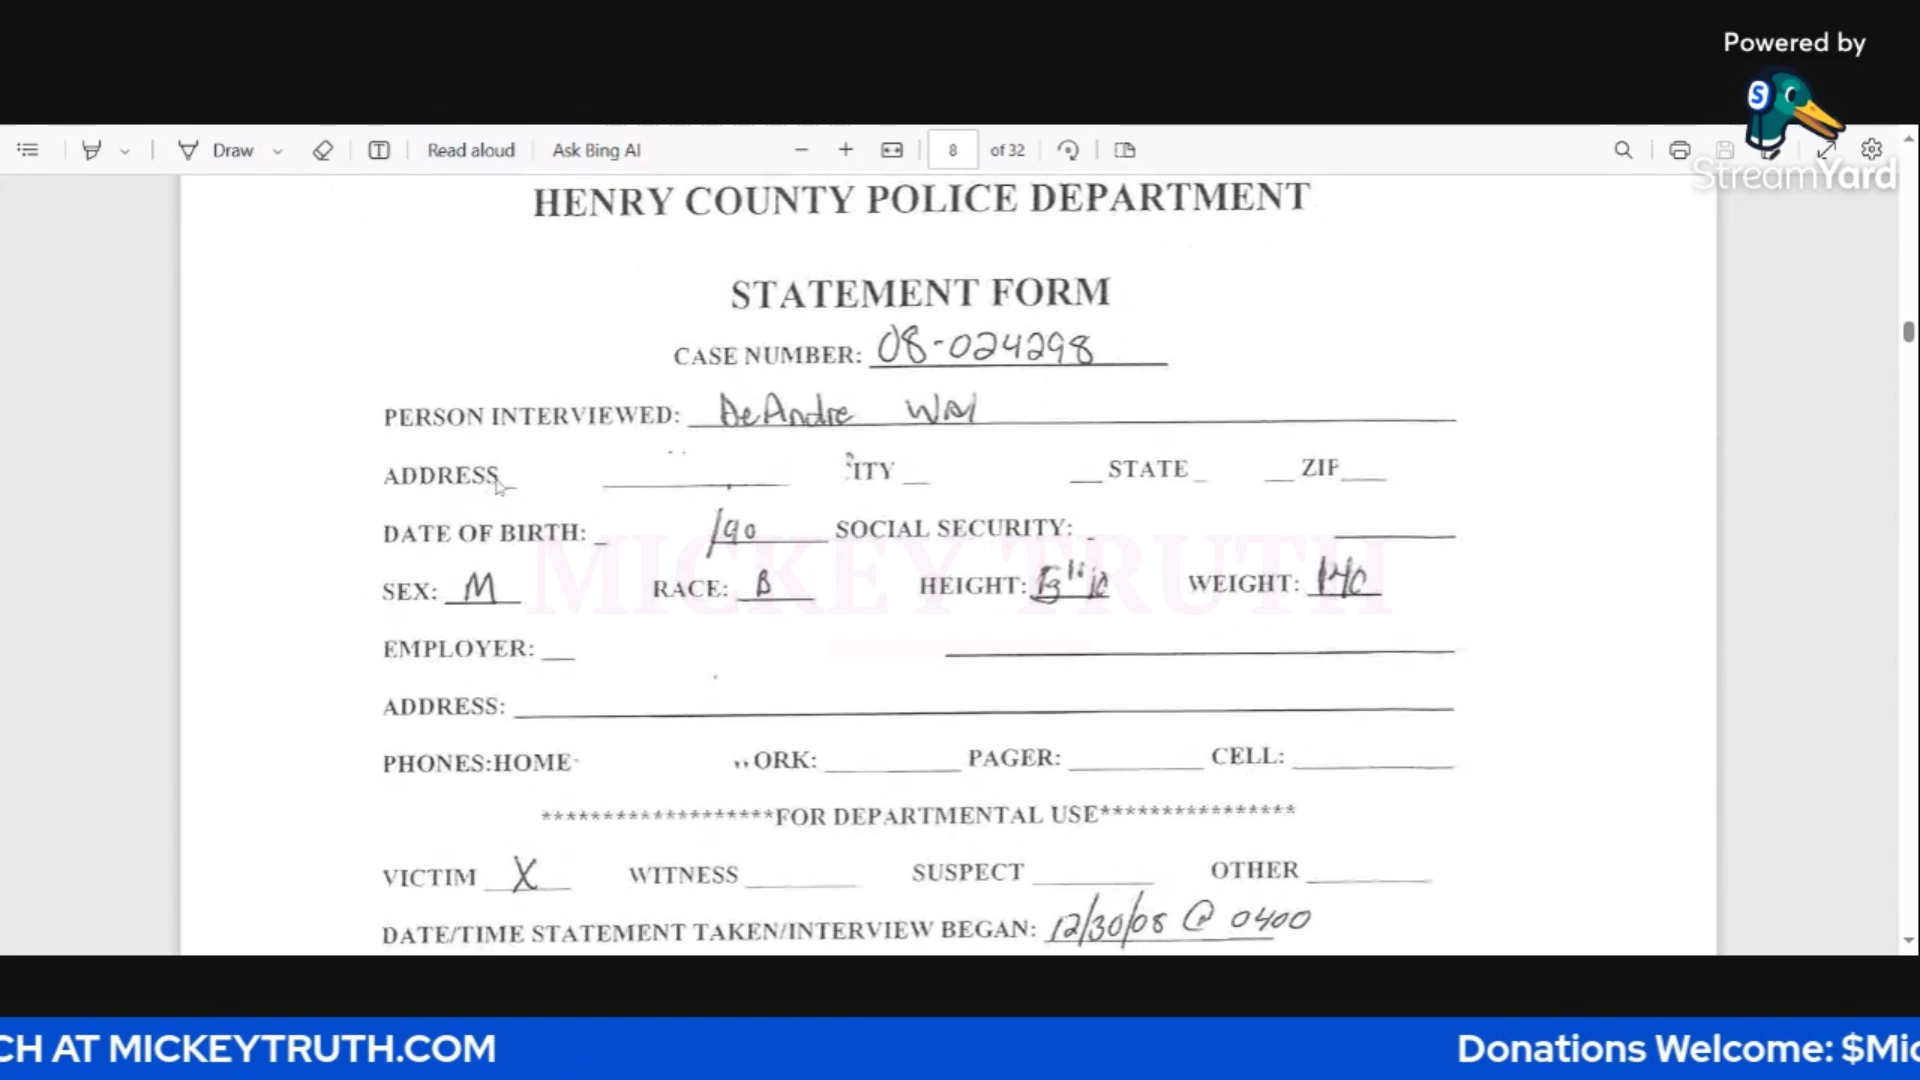 Powered by
StreamYard
Draw Read aloud Ask Bing AI 8 of 32
HENRY COUNTY POLICE DEPARTMENT
STATEMENT FORM
CASE NUMBER: 08-024298
PERSON INTERVIEWED: DeAndre
ADDRESS ITY STATE ZIP
DATE OF BIRTH: /90 SOCIAL SECURITY:
MICKEY TRUTH
SEX: M RACE: B HEIGHT: WEIGHT: 140
EMPLOYER:
ADDRESS:
PHONES:HOME ORK: PAGER: CELL:
*******************FOR DEPARTMENTAL USE****************
VICTIM X WITNESS SUSPECT OTHER
DATE/TIME STATEMENT TAKEN/INTERVIEW BEGAN: 12/30/08 @ 0400
CH AT MICKEYTRUTH.COM Donations Welcome: $Mic